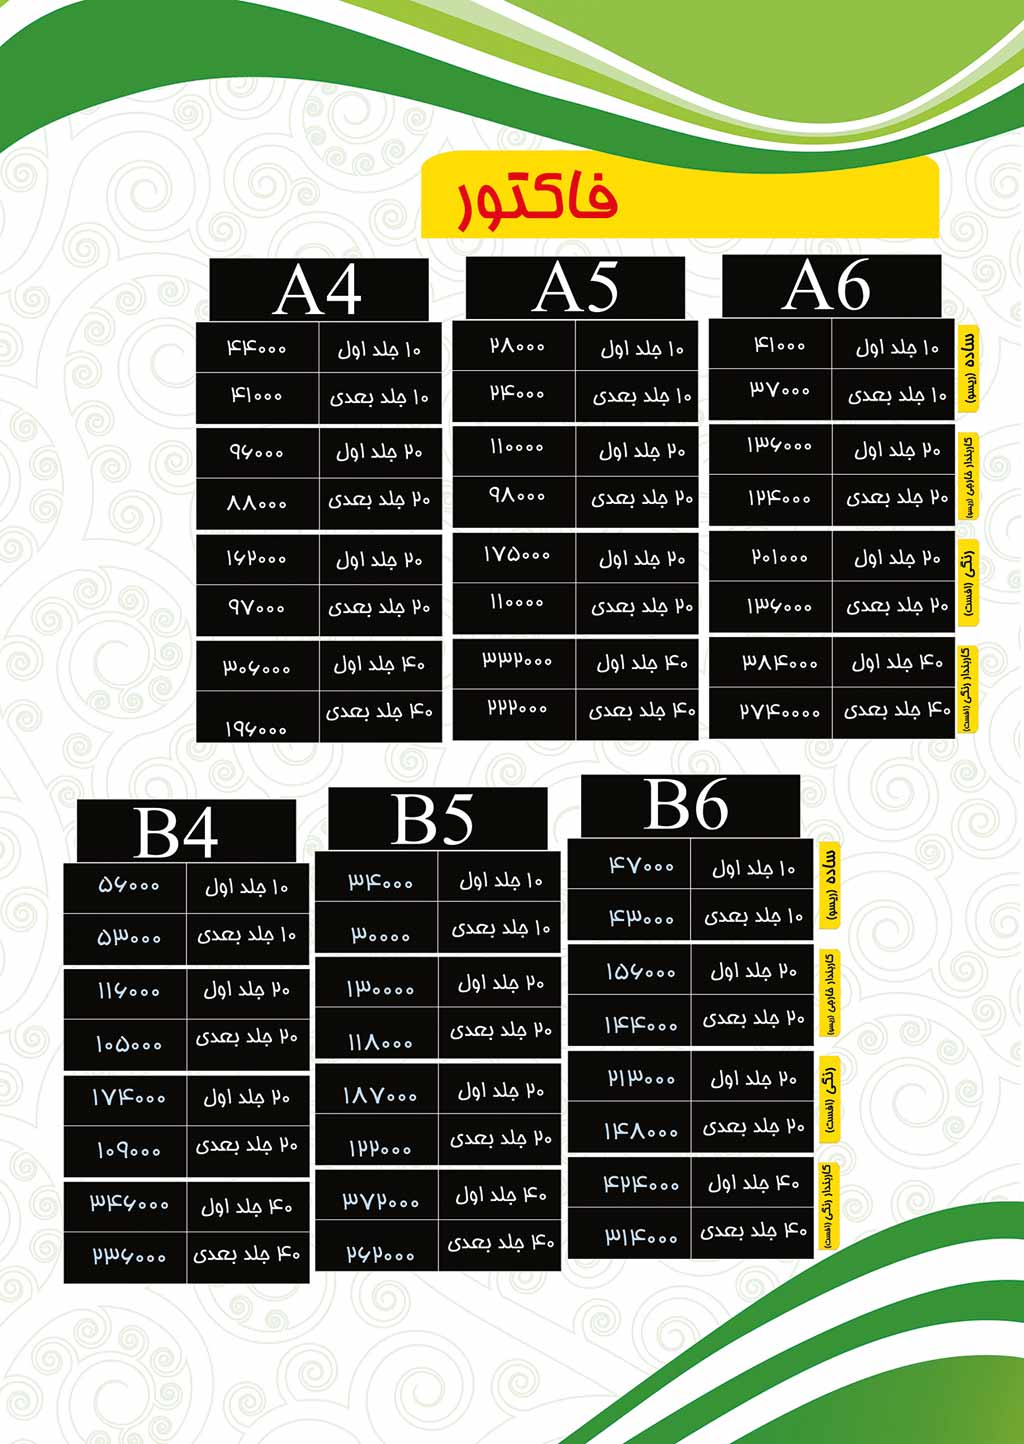 فاکتور
A6
۱۰ جلد اول ۴۱۰۰۰
۱۰ جلد بعدی ۳۷۰۰۰
۲۰ جلد اول ۱۳۶۰۰۰
۲۰ جلد بعدی ۱۲۴۰۰۰
۲۰ جلد اول ۲۰۱۰۰۰
۲۰ جلد بعدی ۱۳۶۰۰۰
۴۰ جلد اول ۳۸۴۰۰۰
۴۰ جلد بعدی ۲۷۴۰۰۰۰
ساده (ریسو)
کاربندار خارجی (ریسو)
رنگی (افست)
کاربندار رنگی (افست)
A5
۱۰ جلد اول ۲۸۰۰۰
۱۰ جلد بعدی ۲۴۰۰۰
۲۰ جلد اول ۱۱۰۰۰۰
۲۰ جلد بعدی ۹۸۰۰۰
۲۰ جلد اول ۱۷۵۰۰۰
۲۰ جلد بعدی ۱۱۰۰۰۰
۴۰ جلد اول ۳۳۲۰۰۰
۴۰ جلد بعدی ۲۲۲۰۰۰
A4
۱۰ جلد اول ۴۴۰۰۰
۱۰ جلد بعدی ۴۱۰۰۰
۲۰ جلد اول ۹۶۰۰۰
۲۰ جلد بعدی ۸۸۰۰۰
۲۰ جلد اول ۱۶۲۰۰۰
۲۰ جلد بعدی ۹۷۰۰۰
۴۰ جلد اول ۳۰۶۰۰۰
۴۰ جلد بعدی ۱۹۶۰۰۰
B6
۱۰ جلد اول ۴۷۰۰۰
۱۰ جلد بعدی ۴۳۰۰۰
۲۰ جلد اول ۱۵۶۰۰۰
۲۰ جلد بعدی ۱۴۴۰۰۰
۲۰ جلد اول ۲۱۳۰۰۰
۲۰ جلد بعدی ۱۴۸۰۰۰
۴۰ جلد اول ۴۲۴۰۰۰
۴۰ جلد بعدی ۳۱۴۰۰۰
ساده (ریسو)
کاربندار خارجی (ریسو)
رنگی (افست)
کاربندار رنگی (افست)
B5
۱۰ جلد اول ۳۴۰۰۰
۱۰ جلد بعدی ۳۰۰۰۰
۲۰ جلد اول ۱۳۰۰۰۰
۲۰ جلد بعدی ۱۱۸۰۰۰
۲۰ جلد اول ۱۸۷۰۰۰
۲۰ جلد بعدی ۱۲۲۰۰۰
۴۰ جلد اول ۳۷۲۰۰۰
۴۰ جلد بعدی ۲۶۲۰۰۰
B4
۱۰ جلد اول ۵۶۰۰۰
۱۰ جلد بعدی ۵۳۰۰۰
۲۰ جلد اول ۱۱۶۰۰۰
۲۰ جلد بعدی ۱۰۵۰۰۰
۲۰ جلد اول ۱۷۴۰۰۰
۲۰ جلد بعدی ۱۰۹۰۰۰
۴۰ جلد اول ۳۴۶۰۰۰
۴۰ جلد بعدی ۲۳۶۰۰۰